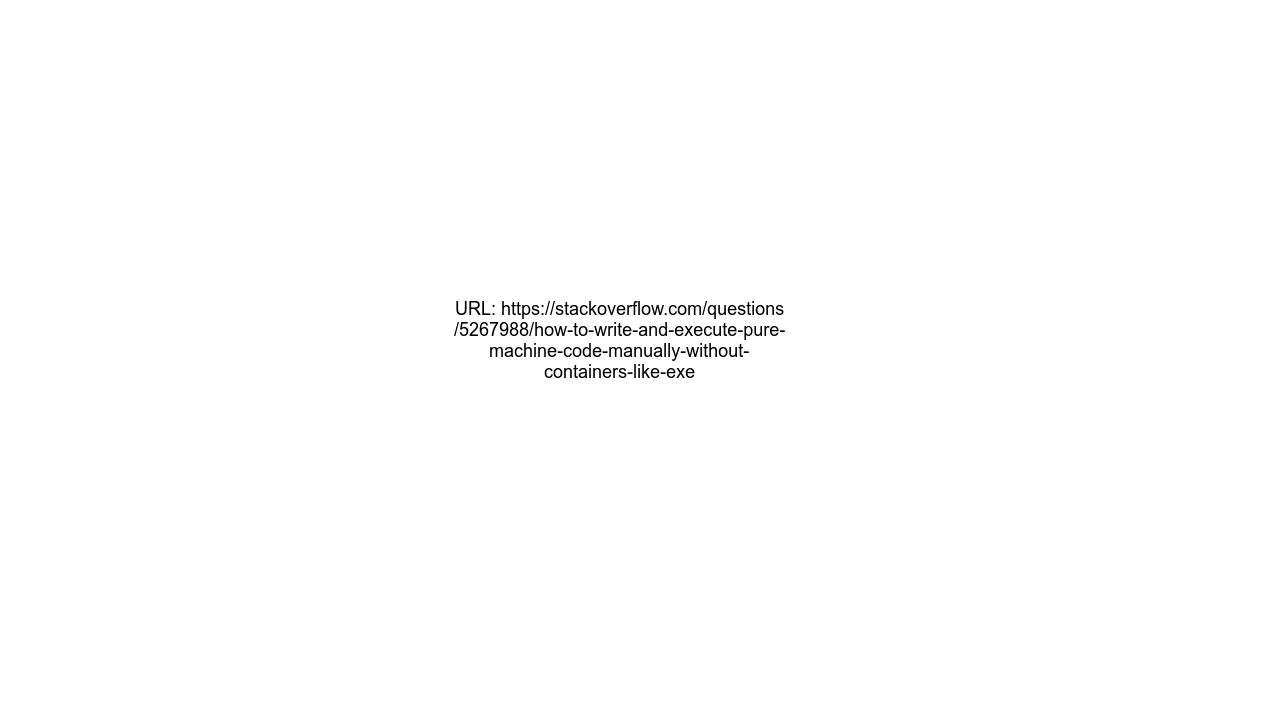 URL: https://stackoverflow.com/questions
/5267988/how-to-write-and-execute-pure-
machine-code-manually-without-
containers-like-exe